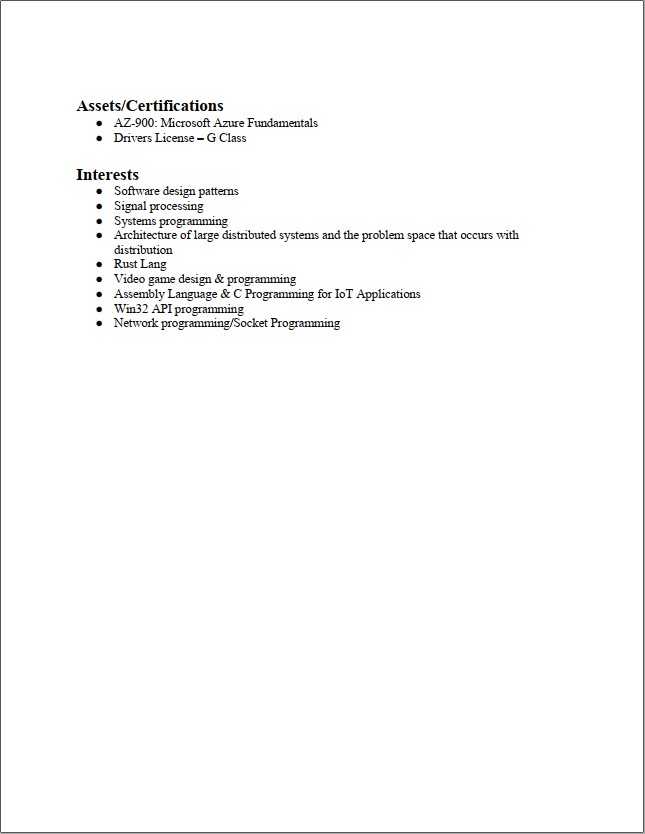 Assets/Certifications
● AZ-900: Microsoft Azure Fundamentals
● Drivers License – G Class
Interests
● Software design patterns
● Signal processing
● Systems programming
● Architecture of large distributed systems and the problem space that occurs with
distribution
● Rust Lang
● Video game design & programming
● Assembly Language & C Programming for IoT Applications
● Win32 API programming
● Network programming/Socket Programming